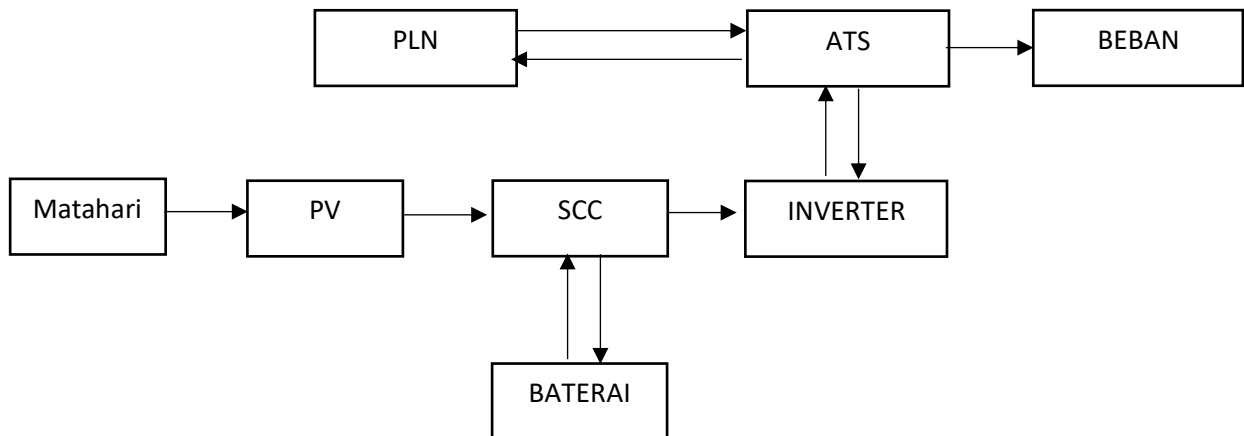 PLN
ATS
BEBAN
Matahari
PV
SCC
INVERTER
BATERAI